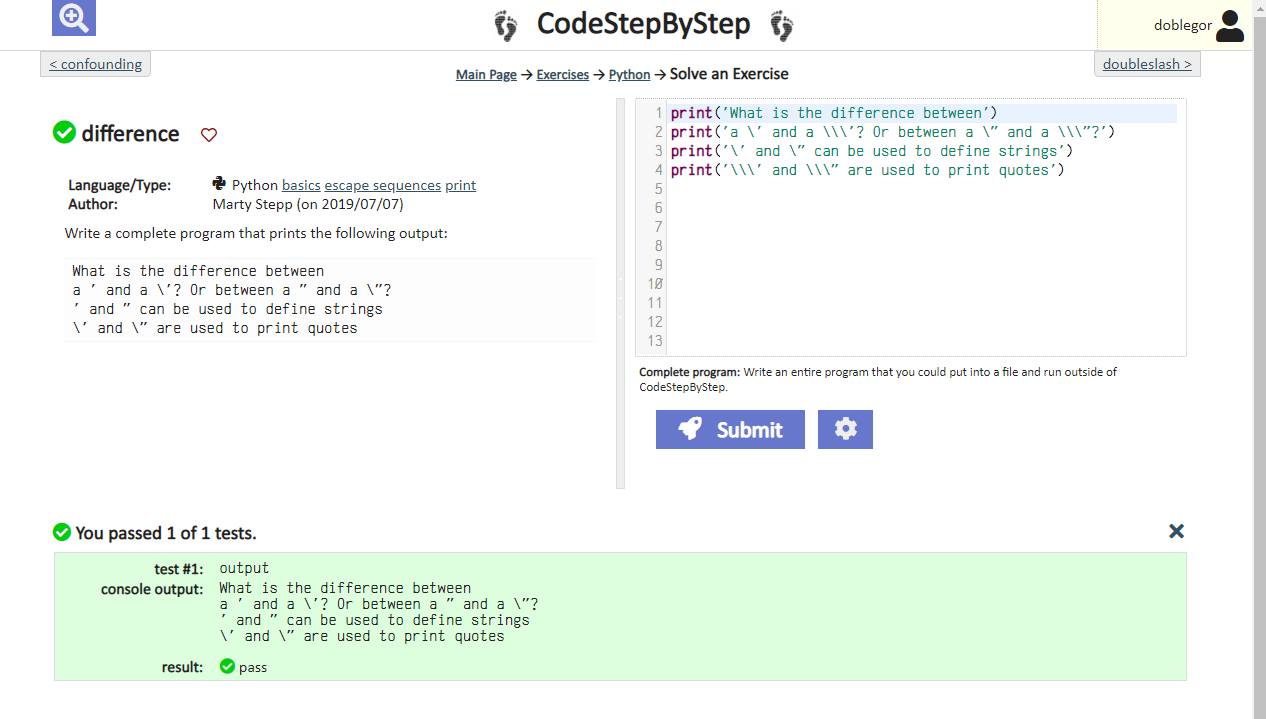 CodeStepByStep
doblegor
< confounding
Main Page → Exercises → Python → Solve an Exercise
doubleslash >
difference
Language/Type: Python basics escape sequences print
Author: Marty Stepp (on 2019/07/07)
Write a complete program that prints the following output:
What is the difference between
a ' and a \'? Or between a " and a \"?
' and " can be used to define strings
\' and \" are used to print quotes
1 print('What is the difference between')
2 print('a \' and a \\\'? Or between a \" and a \\\"?')
3 print('\' and \" can be used to define strings')
4 print('\\\' and \\\" are used to print quotes')
5
6
7
8
9
10
11
12
13
Complete program: Write an entire program that you could put into a file and run outside of
CodeStepByStep.
Submit
You passed 1 of 1 tests.
test #1: output
console output: What is the difference between
a ' and a \'? Or between a " and a \"?
' and " can be used to define strings
\' and \" are used to print quotes
result: pass